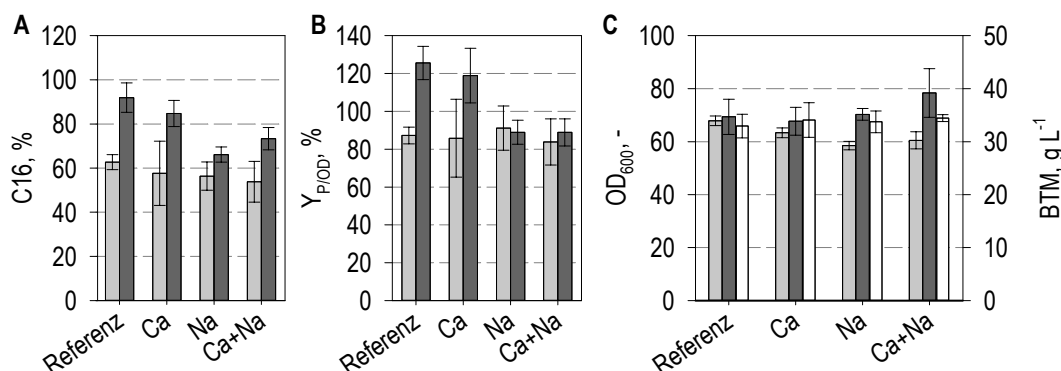 A
C16, %
120
100
80
60
40
20
0
Referenz
Ca
Na
Ca+Na
B
Y_P/OD, %
140
120
100
80
60
40
20
0
Referenz
Ca
Na
Ca+Na
C
OD_600, -
100
80
60
40
20
0
Referenz
Ca
Na
Ca+Na
50
40
30
20
10
0
BTM, g L⁻¹